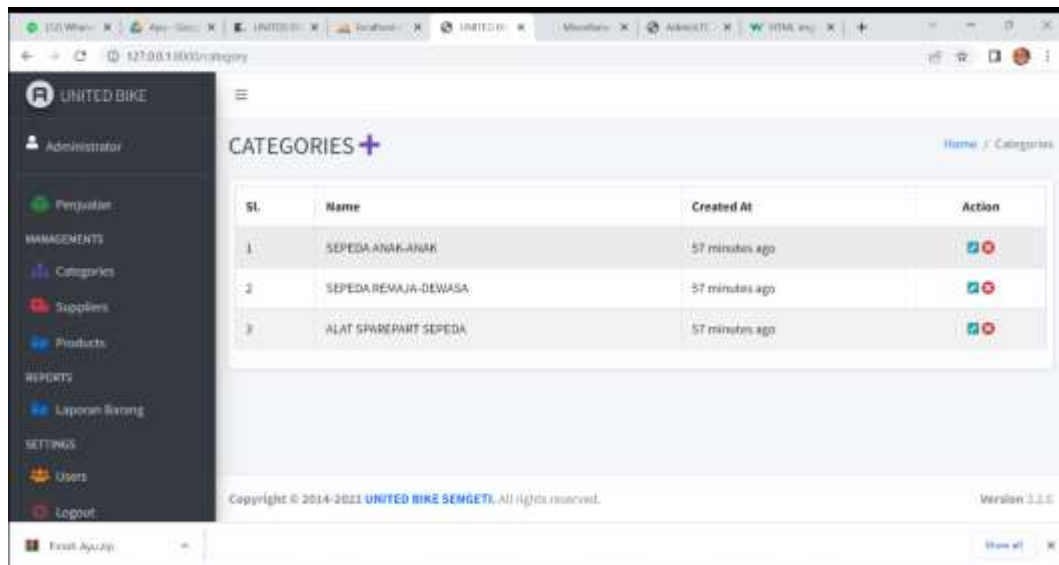 127.0.0.1:8000/category
UNITED BIKE
Administrator
CATEGORIES
Home / Categories
Penjualan
MANAGEMENTS
Categories
Suppliers
Products
REPORTS
Laporan Barang
SETTINGS
Users
Logout
Sl. Name Created At Action
1 SEPEDA ANAK-ANAK 57 minutes ago
2 SEPEDA REMAJA-DEWASA 57 minutes ago
3 ALAT SPAREPART SEPEDA 57 minutes ago
Copyright © 2014-2021 UNITED BIKE SENGETI. All rights reserved.
Version
Show all